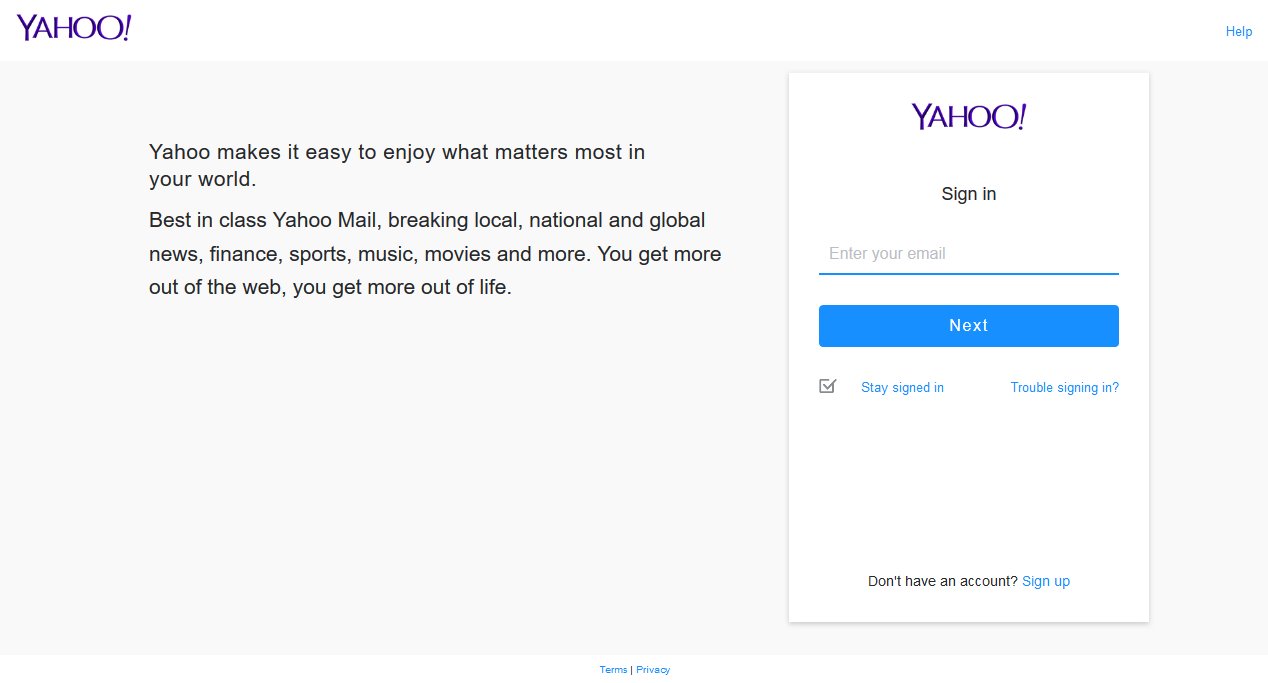 YAHOO!
Help
Yahoo makes it easy to enjoy what matters most in
your world.
Best in class Yahoo Mail, breaking local, national and global
news, finance, sports, music, movies and more. You get more
out of the web, you get more out of life.
YAHOO!
Sign in
Enter your email
Next
Stay signed in
Trouble signing in?
Don't have an account? Sign up
Terms | Privacy